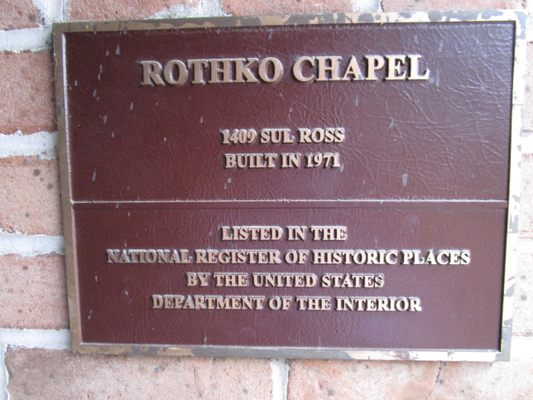 ROTHKO CHAPEL
1409 SUL ROSS
BUILT IN 1971
LISTED IN THE
NATIONAL REGISTER OF HISTORIC PLACES
BY THE UNITED STATES
DEPARTMENT OF THE INTERIOR